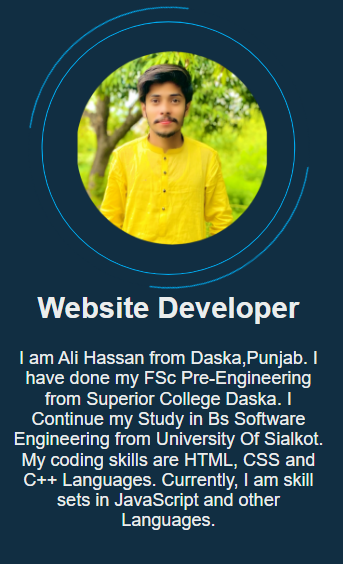 Website Developer
I am Ali Hassan from Daska,Punjab. I
have done my FSc Pre-Engineering
from Superior College Daska. I
Continue my Study in Bs Software
Engineering from University Of Sialkot.
My coding skills are HTML, CSS and
C++ Languages. Currently, I am skill
sets in JavaScript and other
Languages.